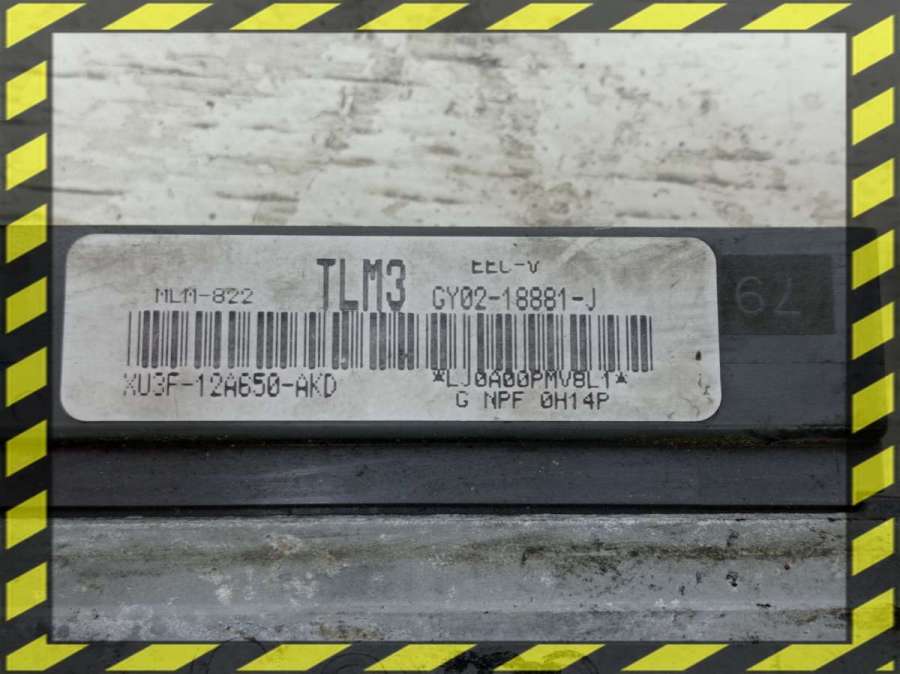 EEC-V
MLM-822 TLM3 GY02-18881-J
XU3F-12A650-AKD *LJ0A00PMV8L1*
G NPF 0H14P
62